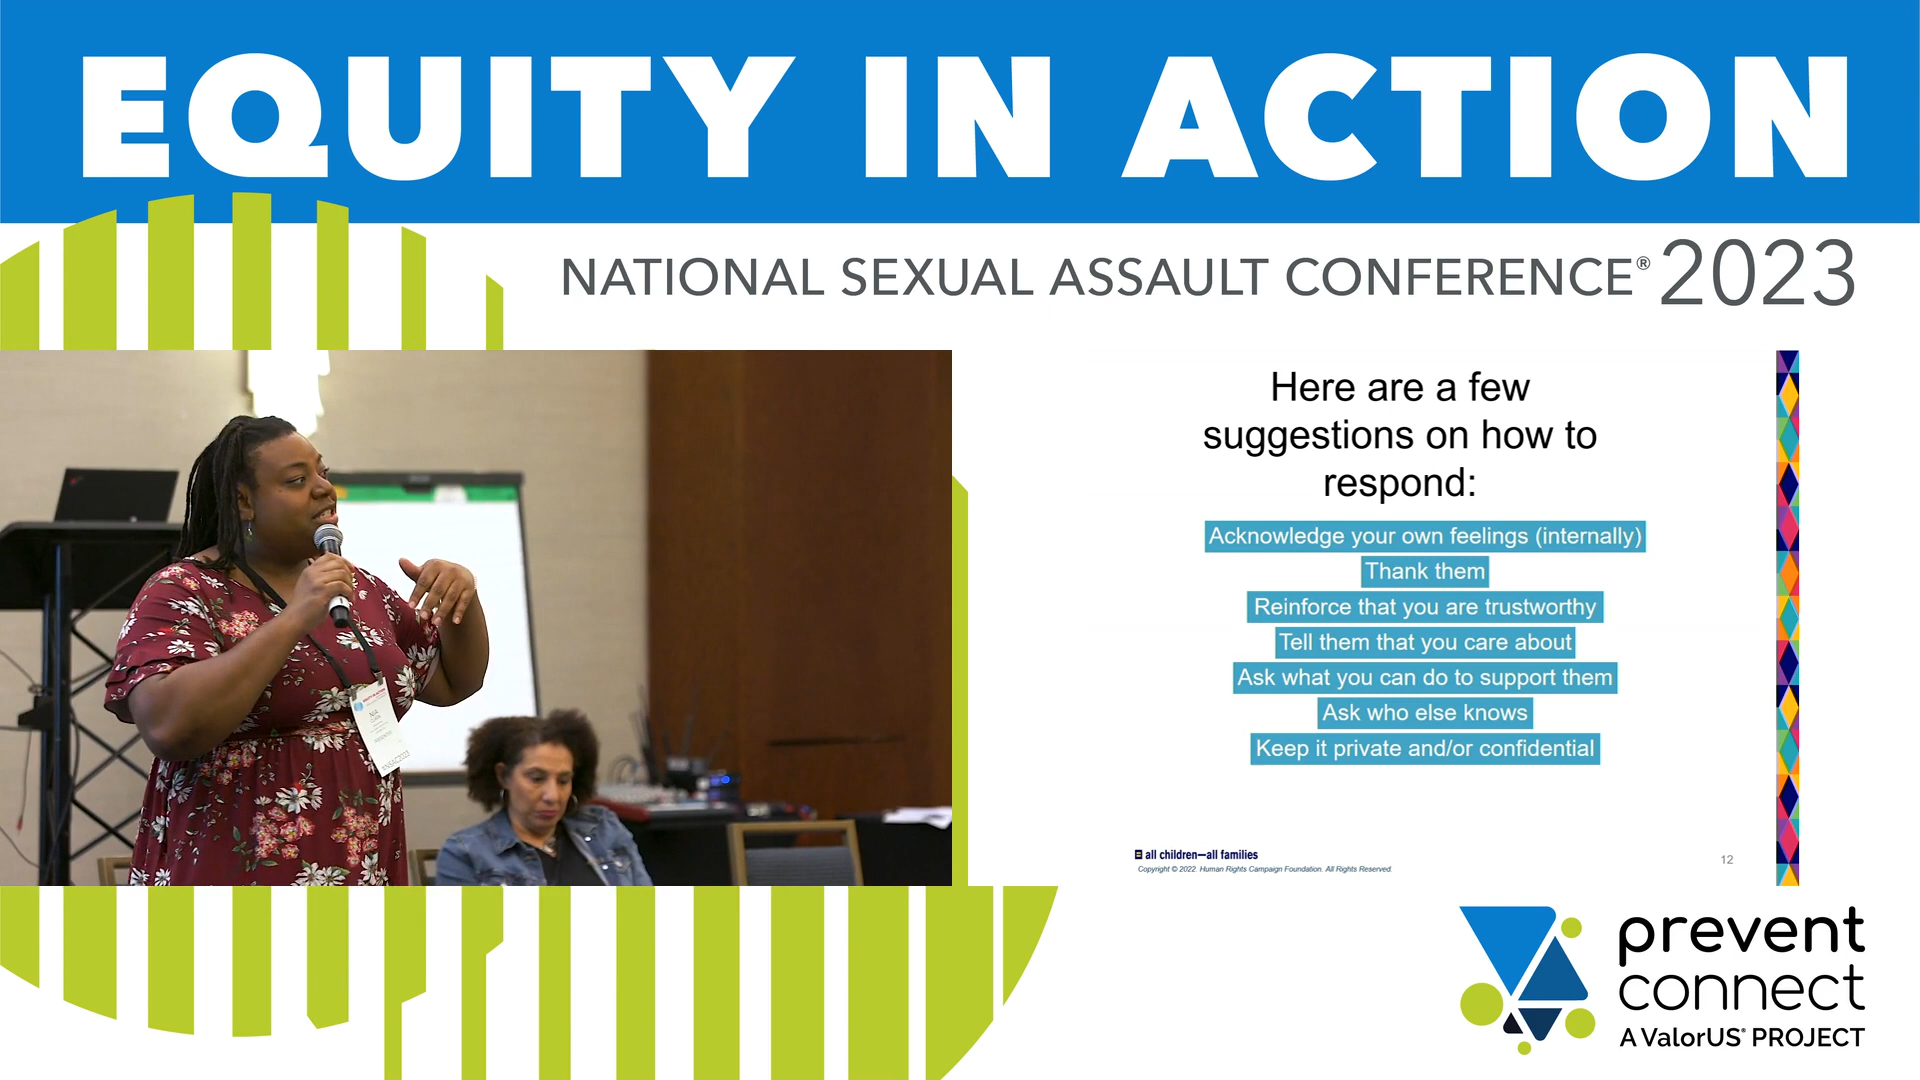 EQUITY IN ACTION
NATIONAL SEXUAL ASSAULT CONFERENCE® 2023
Here are a few
suggestions on how to
respond:
Acknowledge your own feelings (internally)
Thank them
Reinforce that you are trustworthy
Tell them that you care about
Ask what you can do to support them
Ask who else knows
Keep it private and/or confidential
all children—all families
Copyright © 2022. Human Rights Campaign Foundation. All Rights Reserved.
12
prevent
connect
A ValorUS® PROJECT